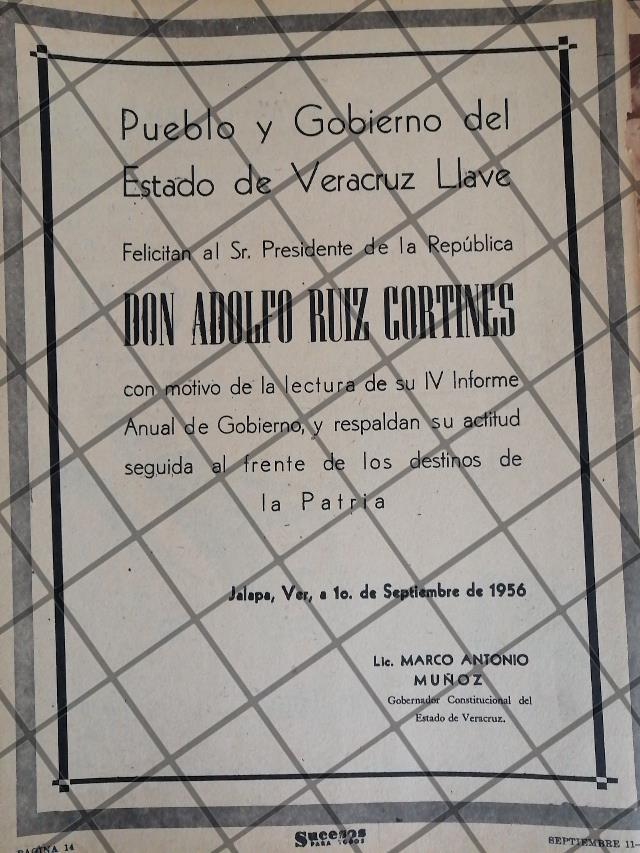 Pueblo y Gobierno del
Estado de Veracruz Llave
Felicitan al Sr. Presidente de la República
DON ADOLFO RUIZ CORTINES
con motivo de la lectura de su IV Informe
Anual de Gobierno, y respaldan su actitud
seguida al frente de los destinos de
la Patria
Jalapa, Ver, a 1o. de Septiembre de 1956
Lic. MARCO ANTONIO
MUÑOZ
Gobernador Constitucional del
Estado de Veracruz.
PAGINA 14
Sucesos
PARA TODOS
SEPTIEMBRE 11-